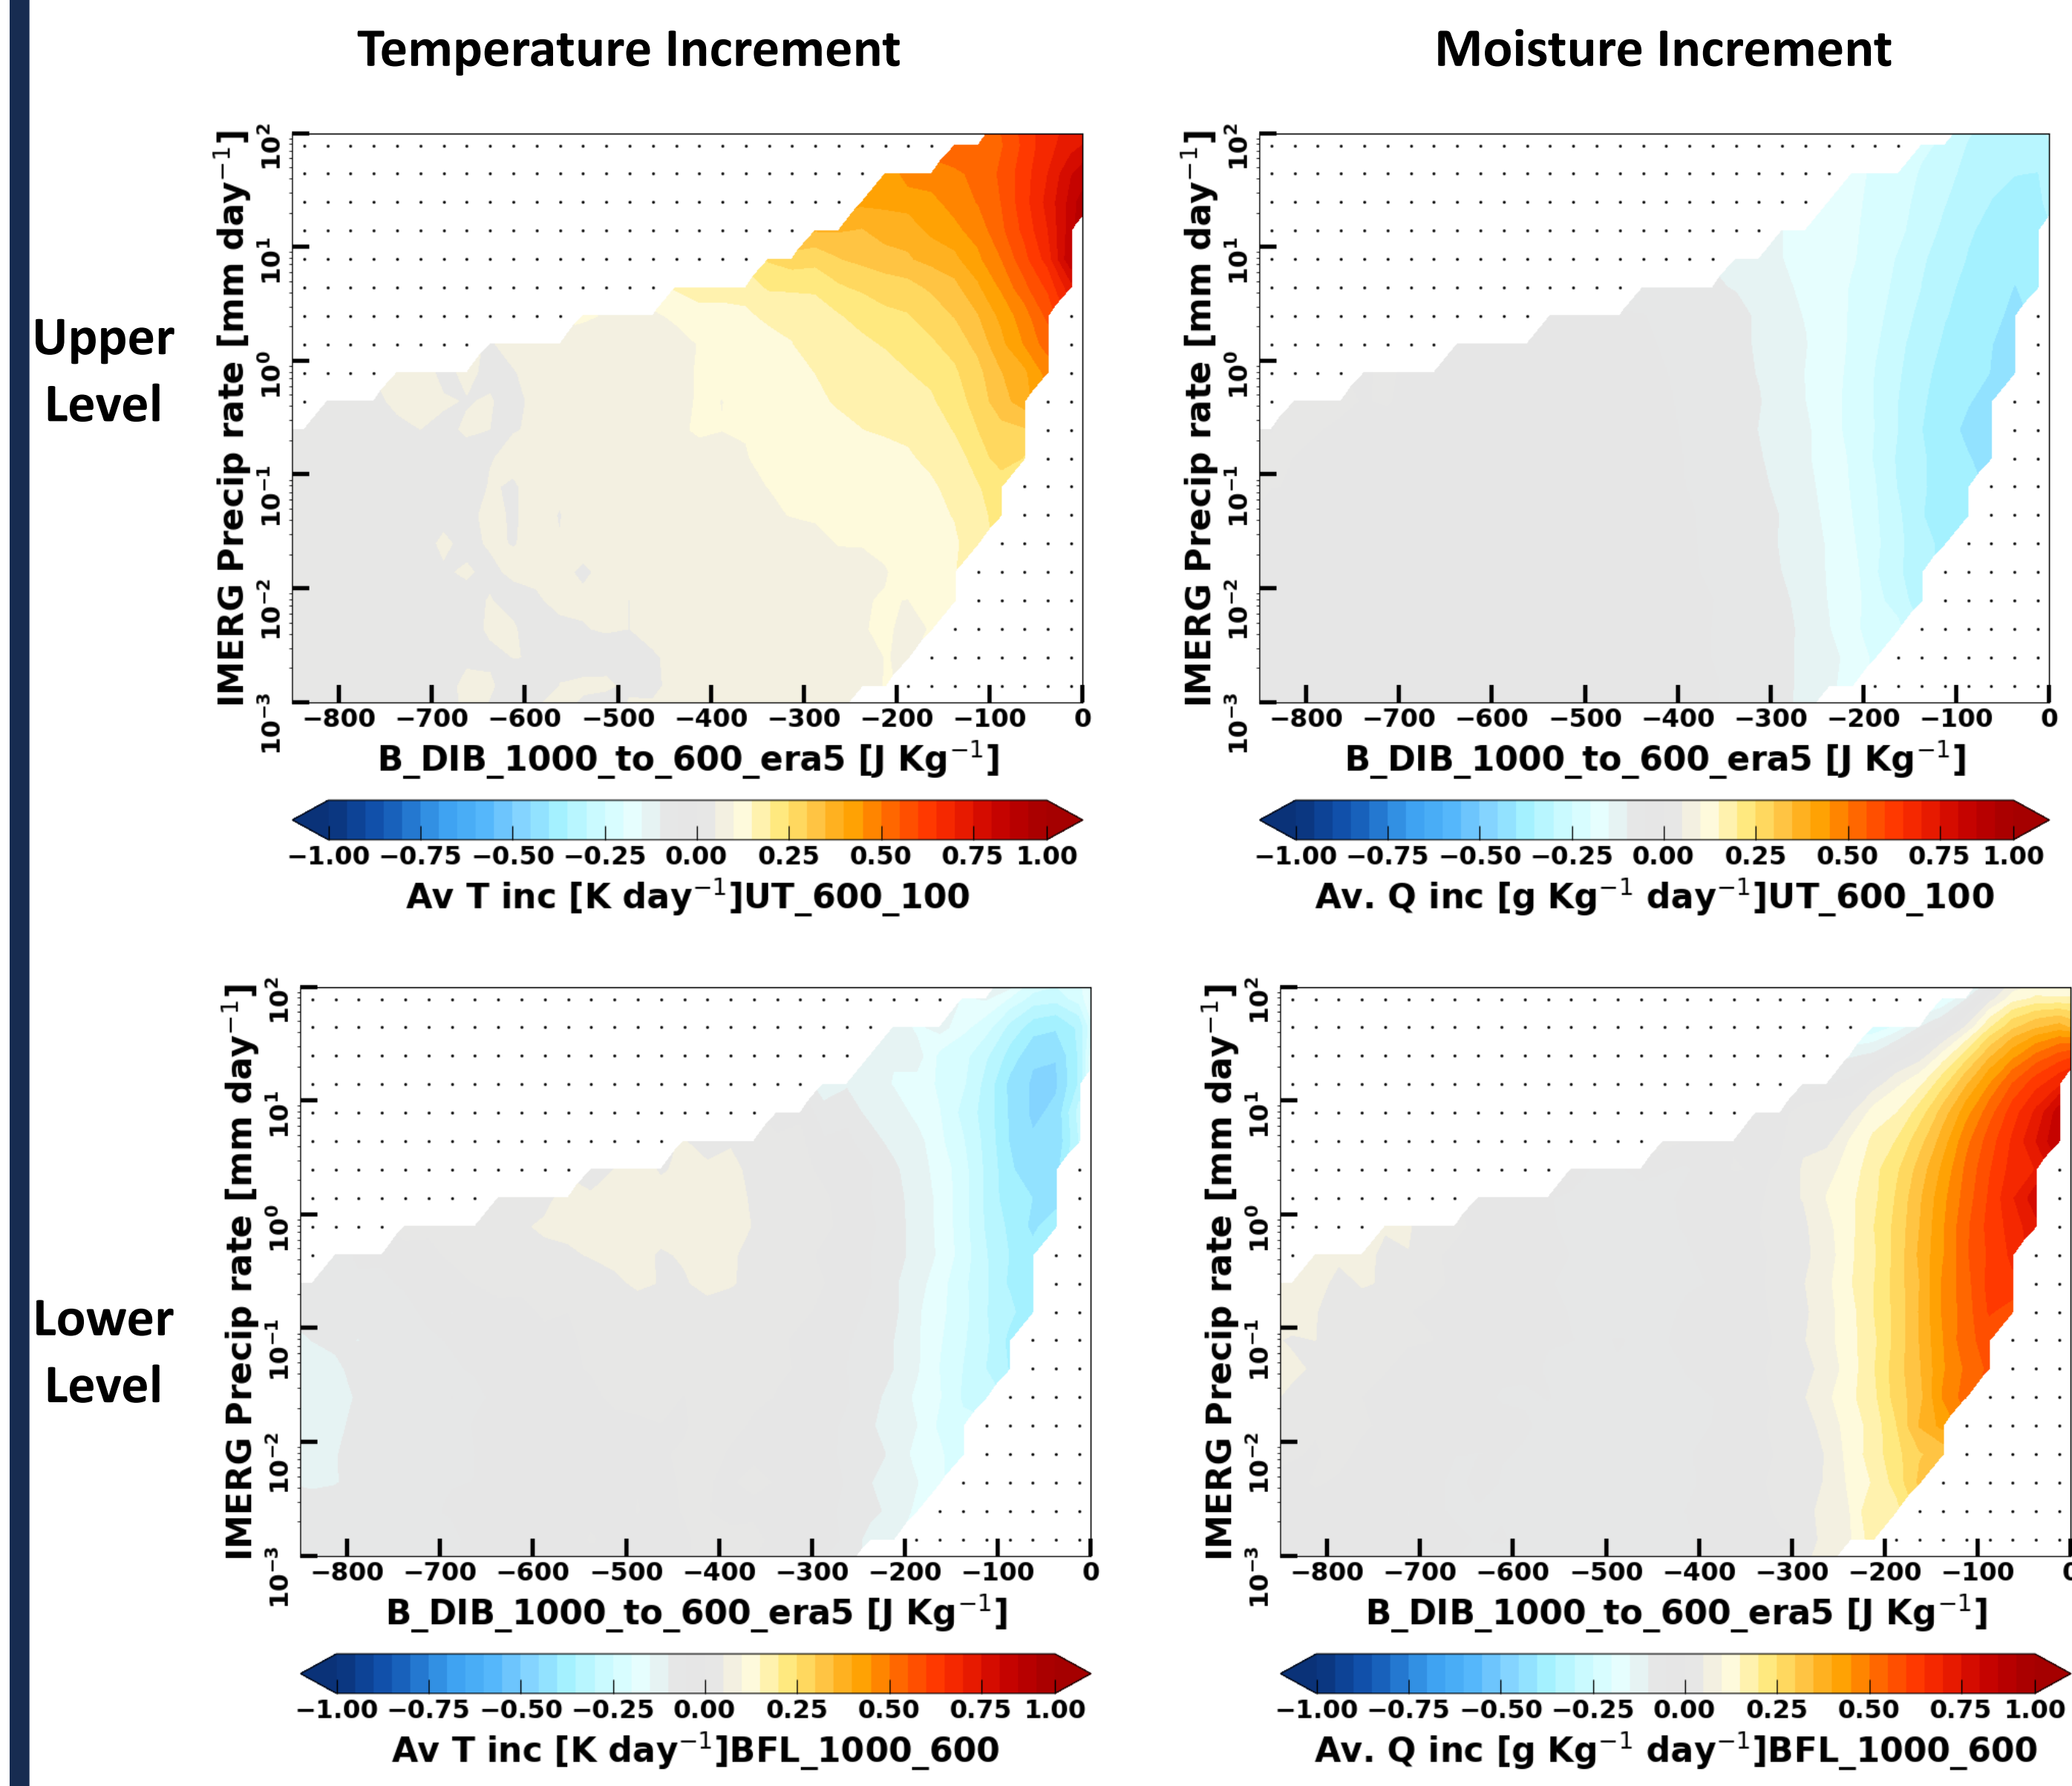 Temperature Increment
Moisture Increment
Upper
Level
IMERG Precip rate [mm day⁻¹]
10²
10¹
10⁰
10⁻¹
10⁻²
10⁻³
−800 −700 −600 −500 −400 −300 −200 −100 0
B_DIB_1000_to_600_era5 [J Kg⁻¹]
−1.00 −0.75 −0.50 −0.25 0.00 0.25 0.50 0.75 1.00
Av T inc [K day⁻¹]UT_600_100
IMERG Precip rate [mm day⁻¹]
10²
10¹
10⁰
10⁻¹
10⁻²
10⁻³
−800 −700 −600 −500 −400 −300 −200 −100 0
B_DIB_1000_to_600_era5 [J Kg⁻¹]
−1.00 −0.75 −0.50 −0.25 0.00 0.25 0.50 0.75 1.00
Av. Q inc [g Kg⁻¹ day⁻¹]UT_600_100
Lower
Level
IMERG Precip rate [mm day⁻¹]
10²
10¹
10⁰
10⁻¹
10⁻²
10⁻³
−800 −700 −600 −500 −400 −300 −200 −100 0
B_DIB_1000_to_600_era5 [J Kg⁻¹]
−1.00 −0.75 −0.50 −0.25 0.00 0.25 0.50 0.75 1.00
Av T inc [K day⁻¹]BFL_1000_600
IMERG Precip rate [mm day⁻¹]
10²
10¹
10⁰
10⁻¹
10⁻²
10⁻³
−800 −700 −600 −500 −400 −300 −200 −100 0
B_DIB_1000_to_600_era5 [J Kg⁻¹]
−1.00 −0.75 −0.50 −0.25 0.00 0.25 0.50 0.75 1.00
Av. Q inc [g Kg⁻¹ day⁻¹]BFL_1000_600